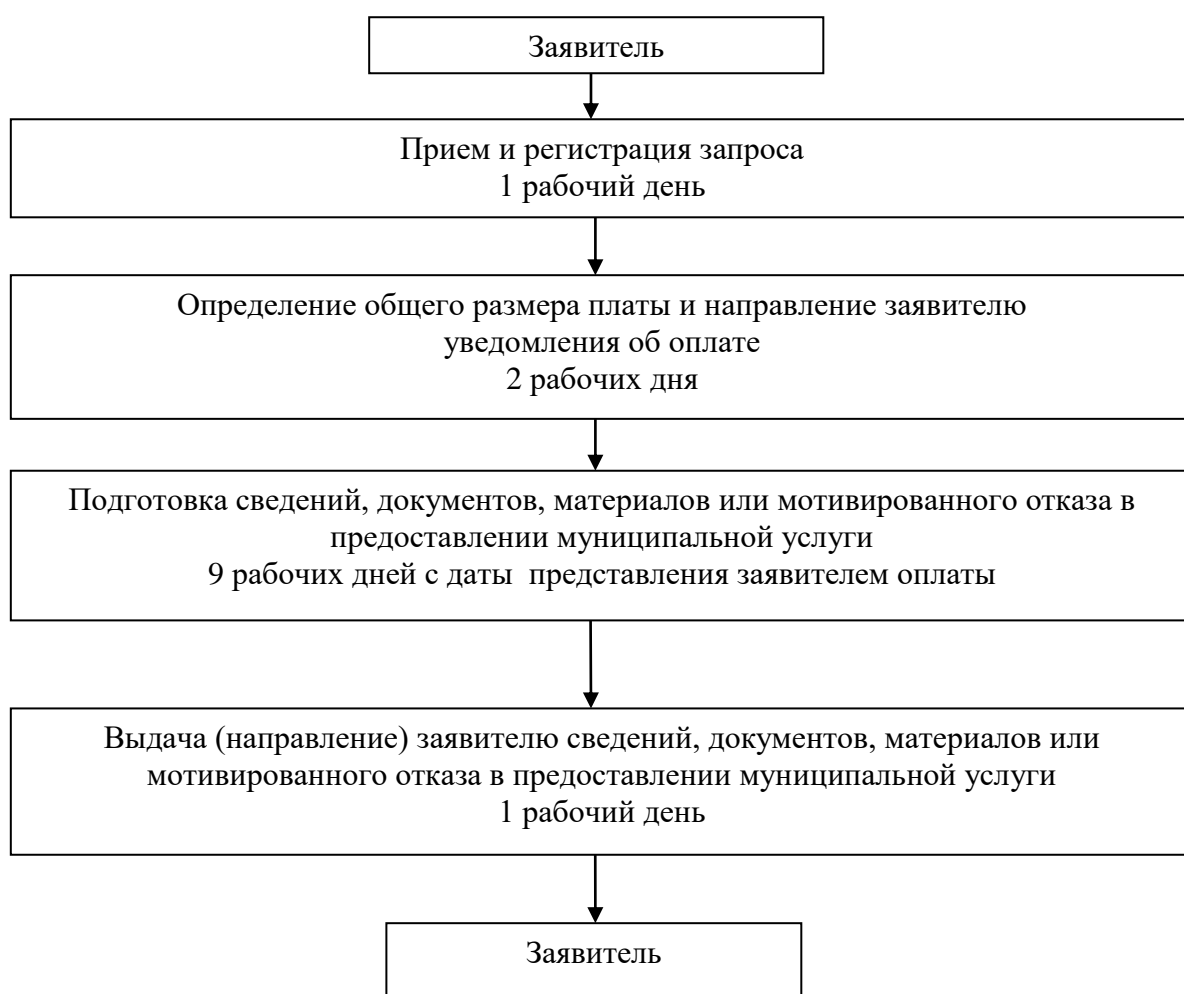 Заявитель
Прием и регистрация запроса
1 рабочий день
Определение общего размера платы и направление заявителю
уведомления об оплате
2 рабочих дня
Подготовка сведений, документов, материалов или мотивированного отказа в
предоставлении муниципальной услуги
9 рабочих дней с даты представления заявителем оплаты
Выдача (направление) заявителю сведений, документов, материалов или
мотивированного отказа в предоставлении муниципальной услуги
1 рабочий день
Заявитель